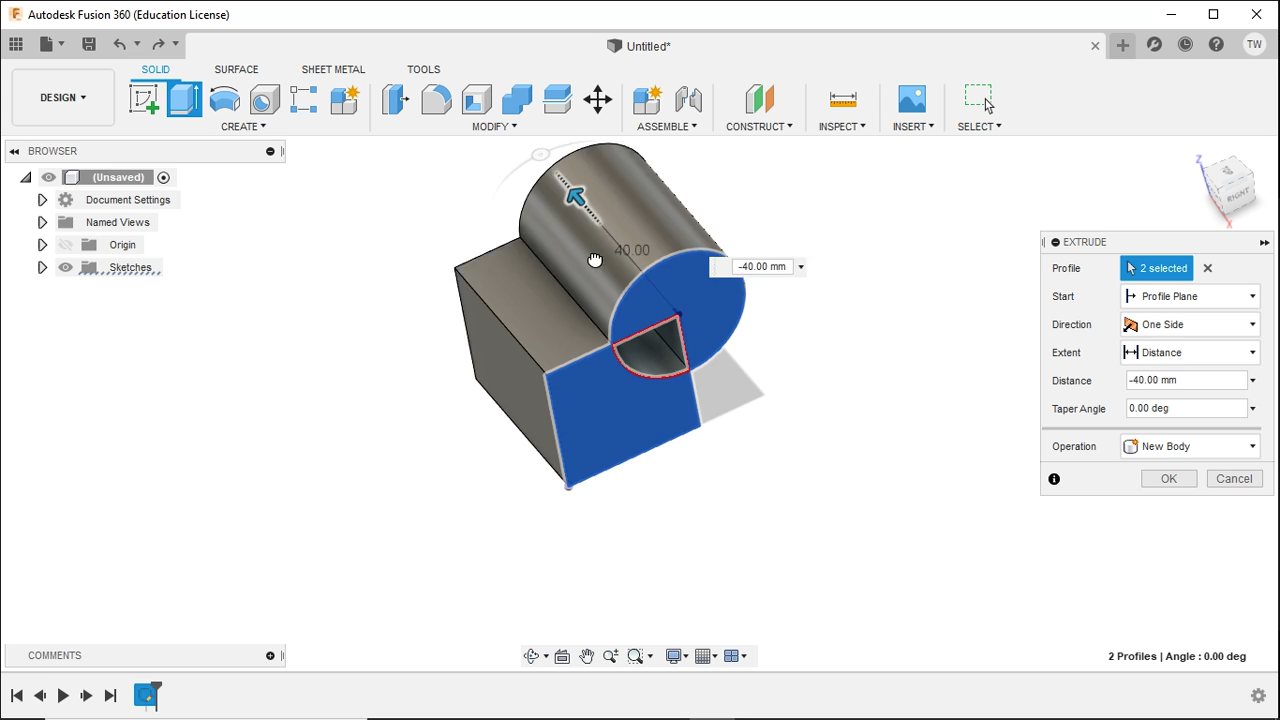 Autodesk Fusion 360 (Education License)
Untitled*
TW
DESIGN
SOLID SURFACE SHEET METAL TOOLS
CREATE MODIFY ASSEMBLE CONSTRUCT INSPECT INSERT SELECT
BROWSER
(Unsaved)
Document Settings
Named Views
Origin
Sketches
40.00
-40.00 mm
Z
RIGHT
X
EXTRUDE
Profile 2 selected
Start Profile Plane
Direction One Side
Extent Distance
Distance -40.00 mm
Taper Angle 0.00 deg
Operation New Body
OK Cancel
COMMENTS
2 Profiles | Angle : 0.00 deg